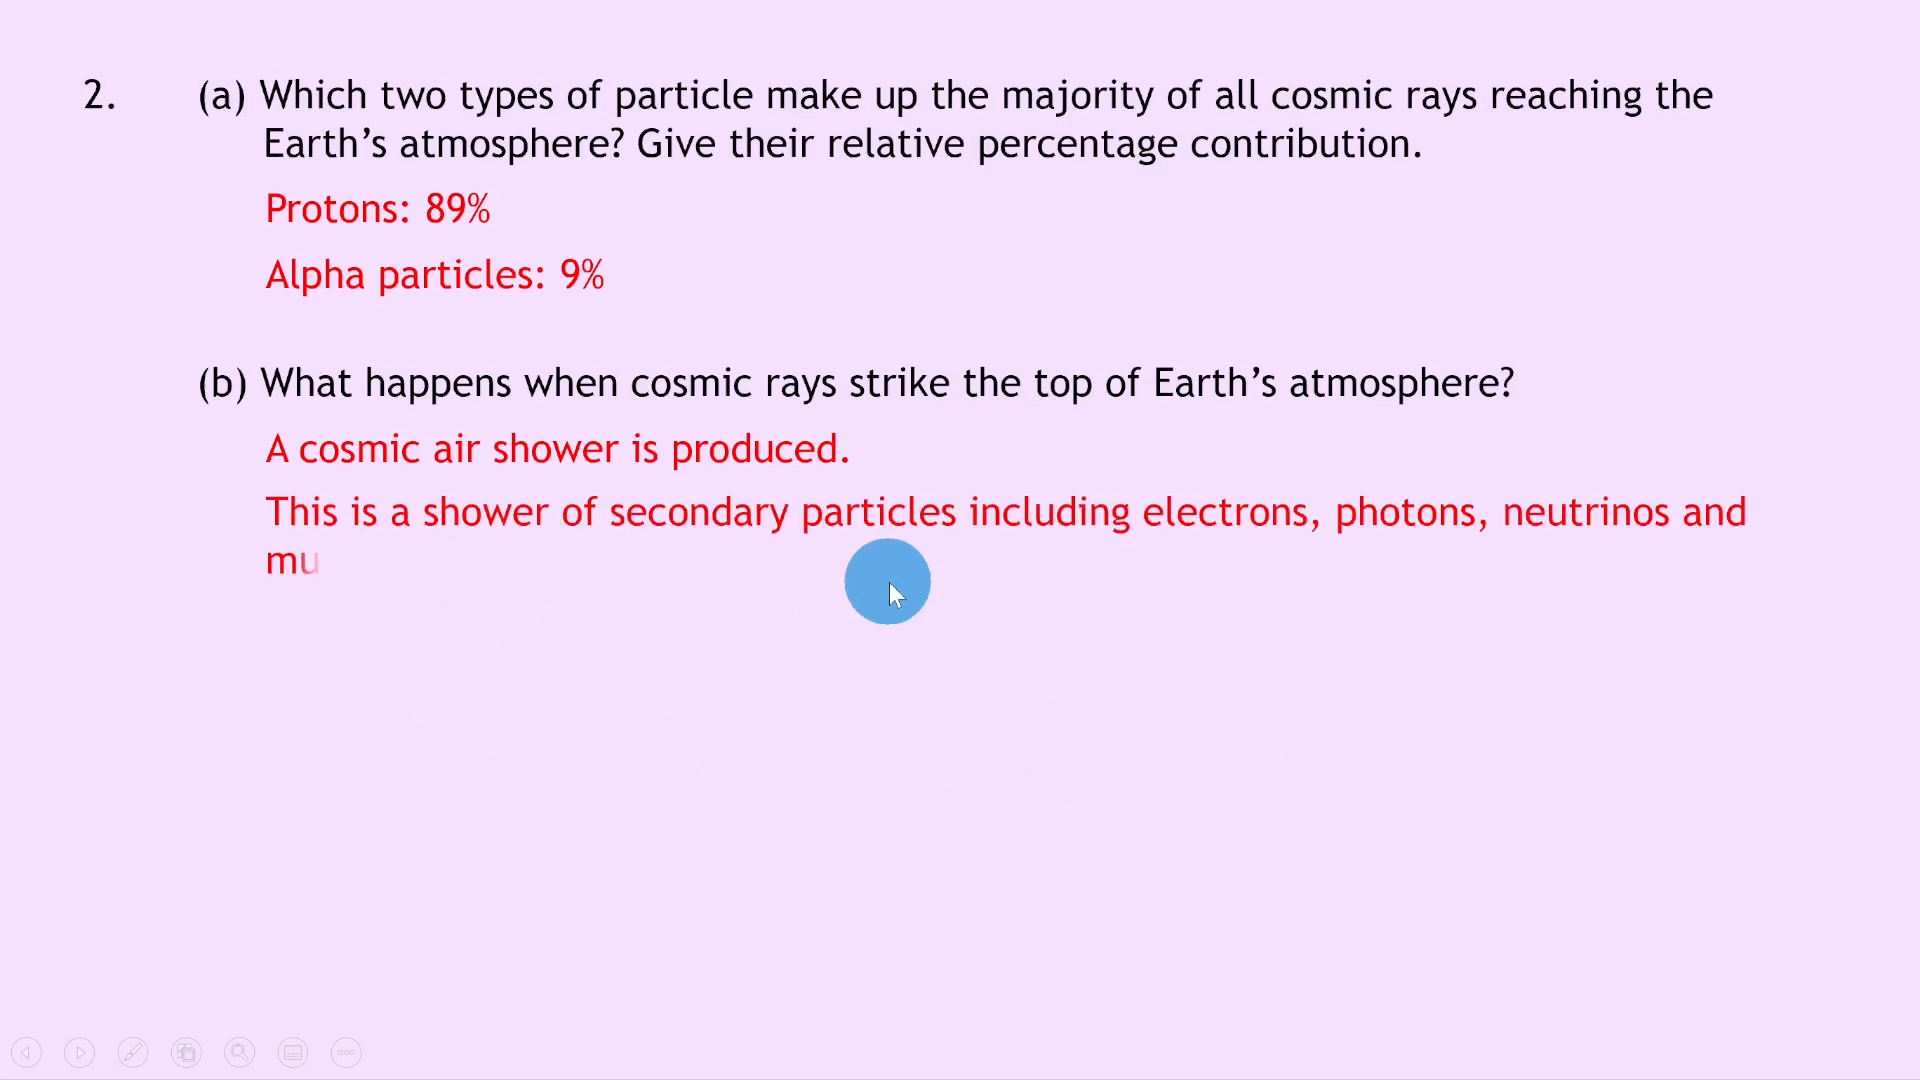 2. (a) Which two types of particle make up the majority of all cosmic rays reaching the
Earth’s atmosphere? Give their relative percentage contribution.
Protons: 89%
Alpha particles: 9%
(b) What happens when cosmic rays strike the top of Earth’s atmosphere?
A cosmic air shower is produced.
This is a shower of secondary particles including electrons, photons, neutrinos and
mu